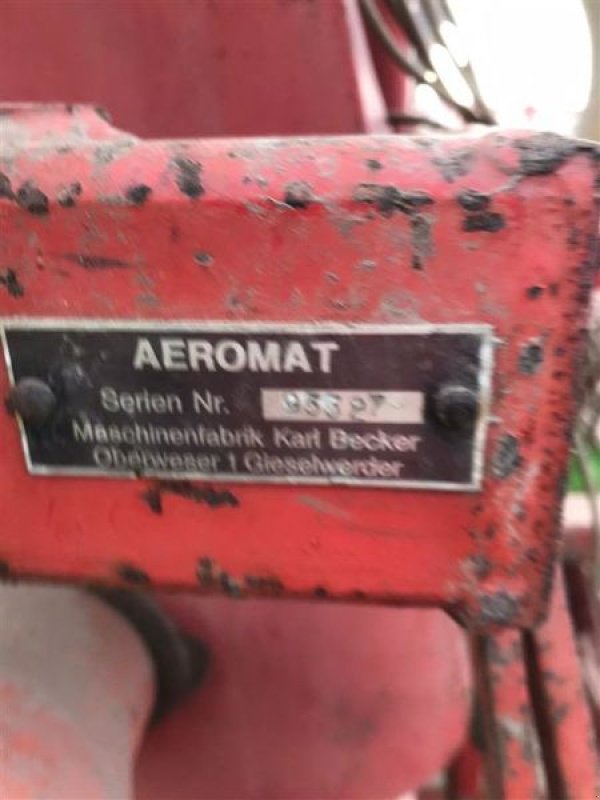 AEROMAT
Serien Nr.
Maschinenfabrik Karl Becker
Oberweser 1 Gieselwerder